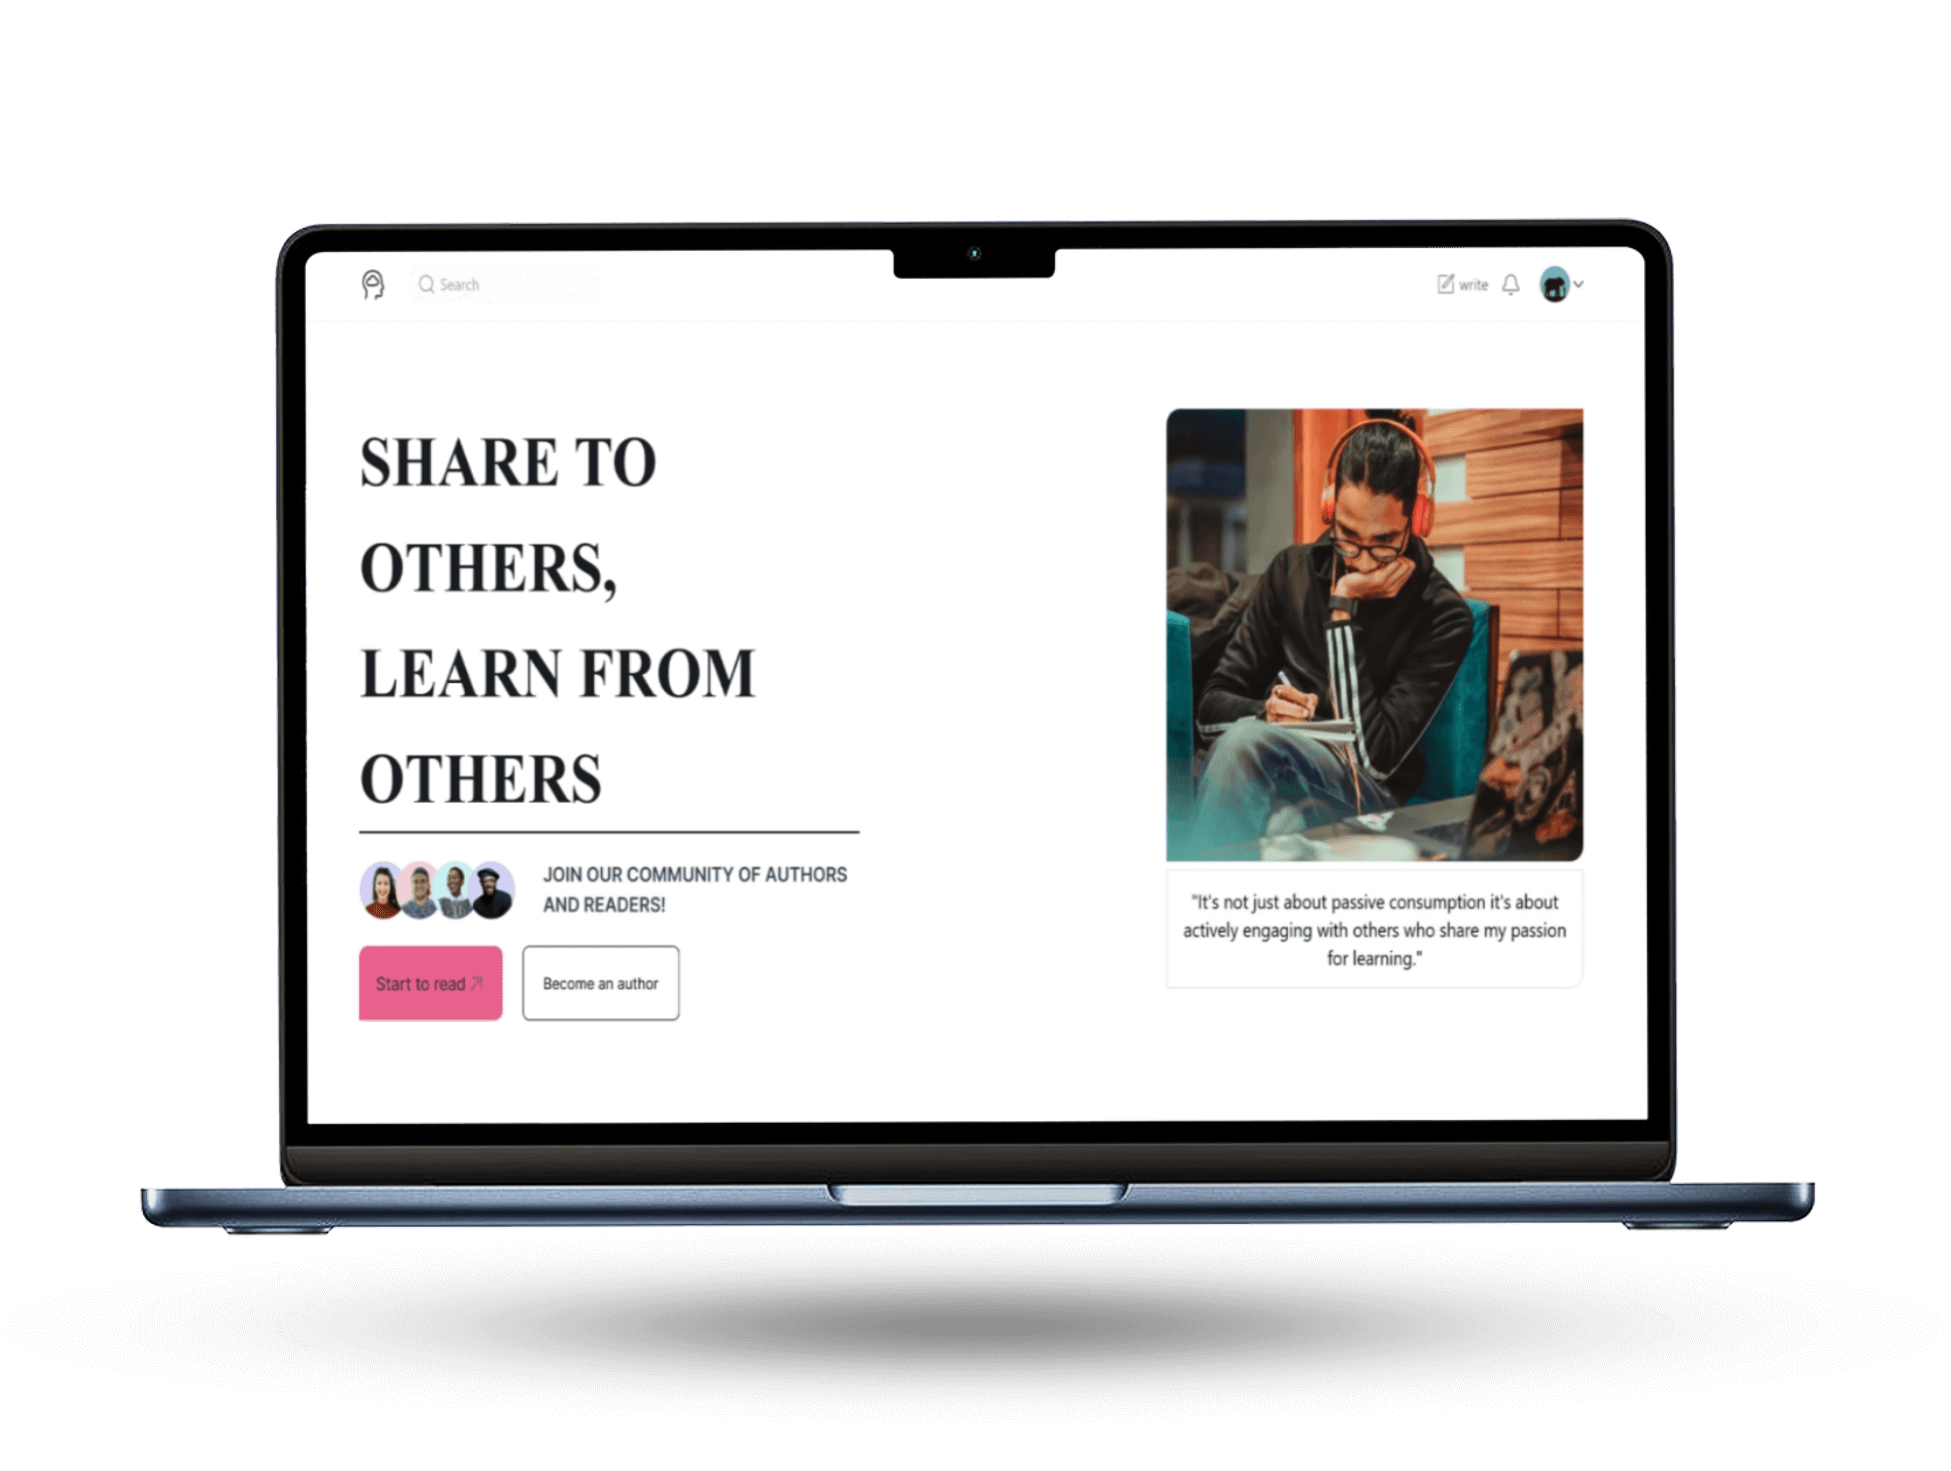 Search
write
SHARE TO
OTHERS,
LEARN FROM
OTHERS
JOIN OUR COMMUNITY OF AUTHORS
AND READERS!
Start to read
Become an author
"It's not just about passive consumption it's about
actively engaging with others who share my passion
for learning."